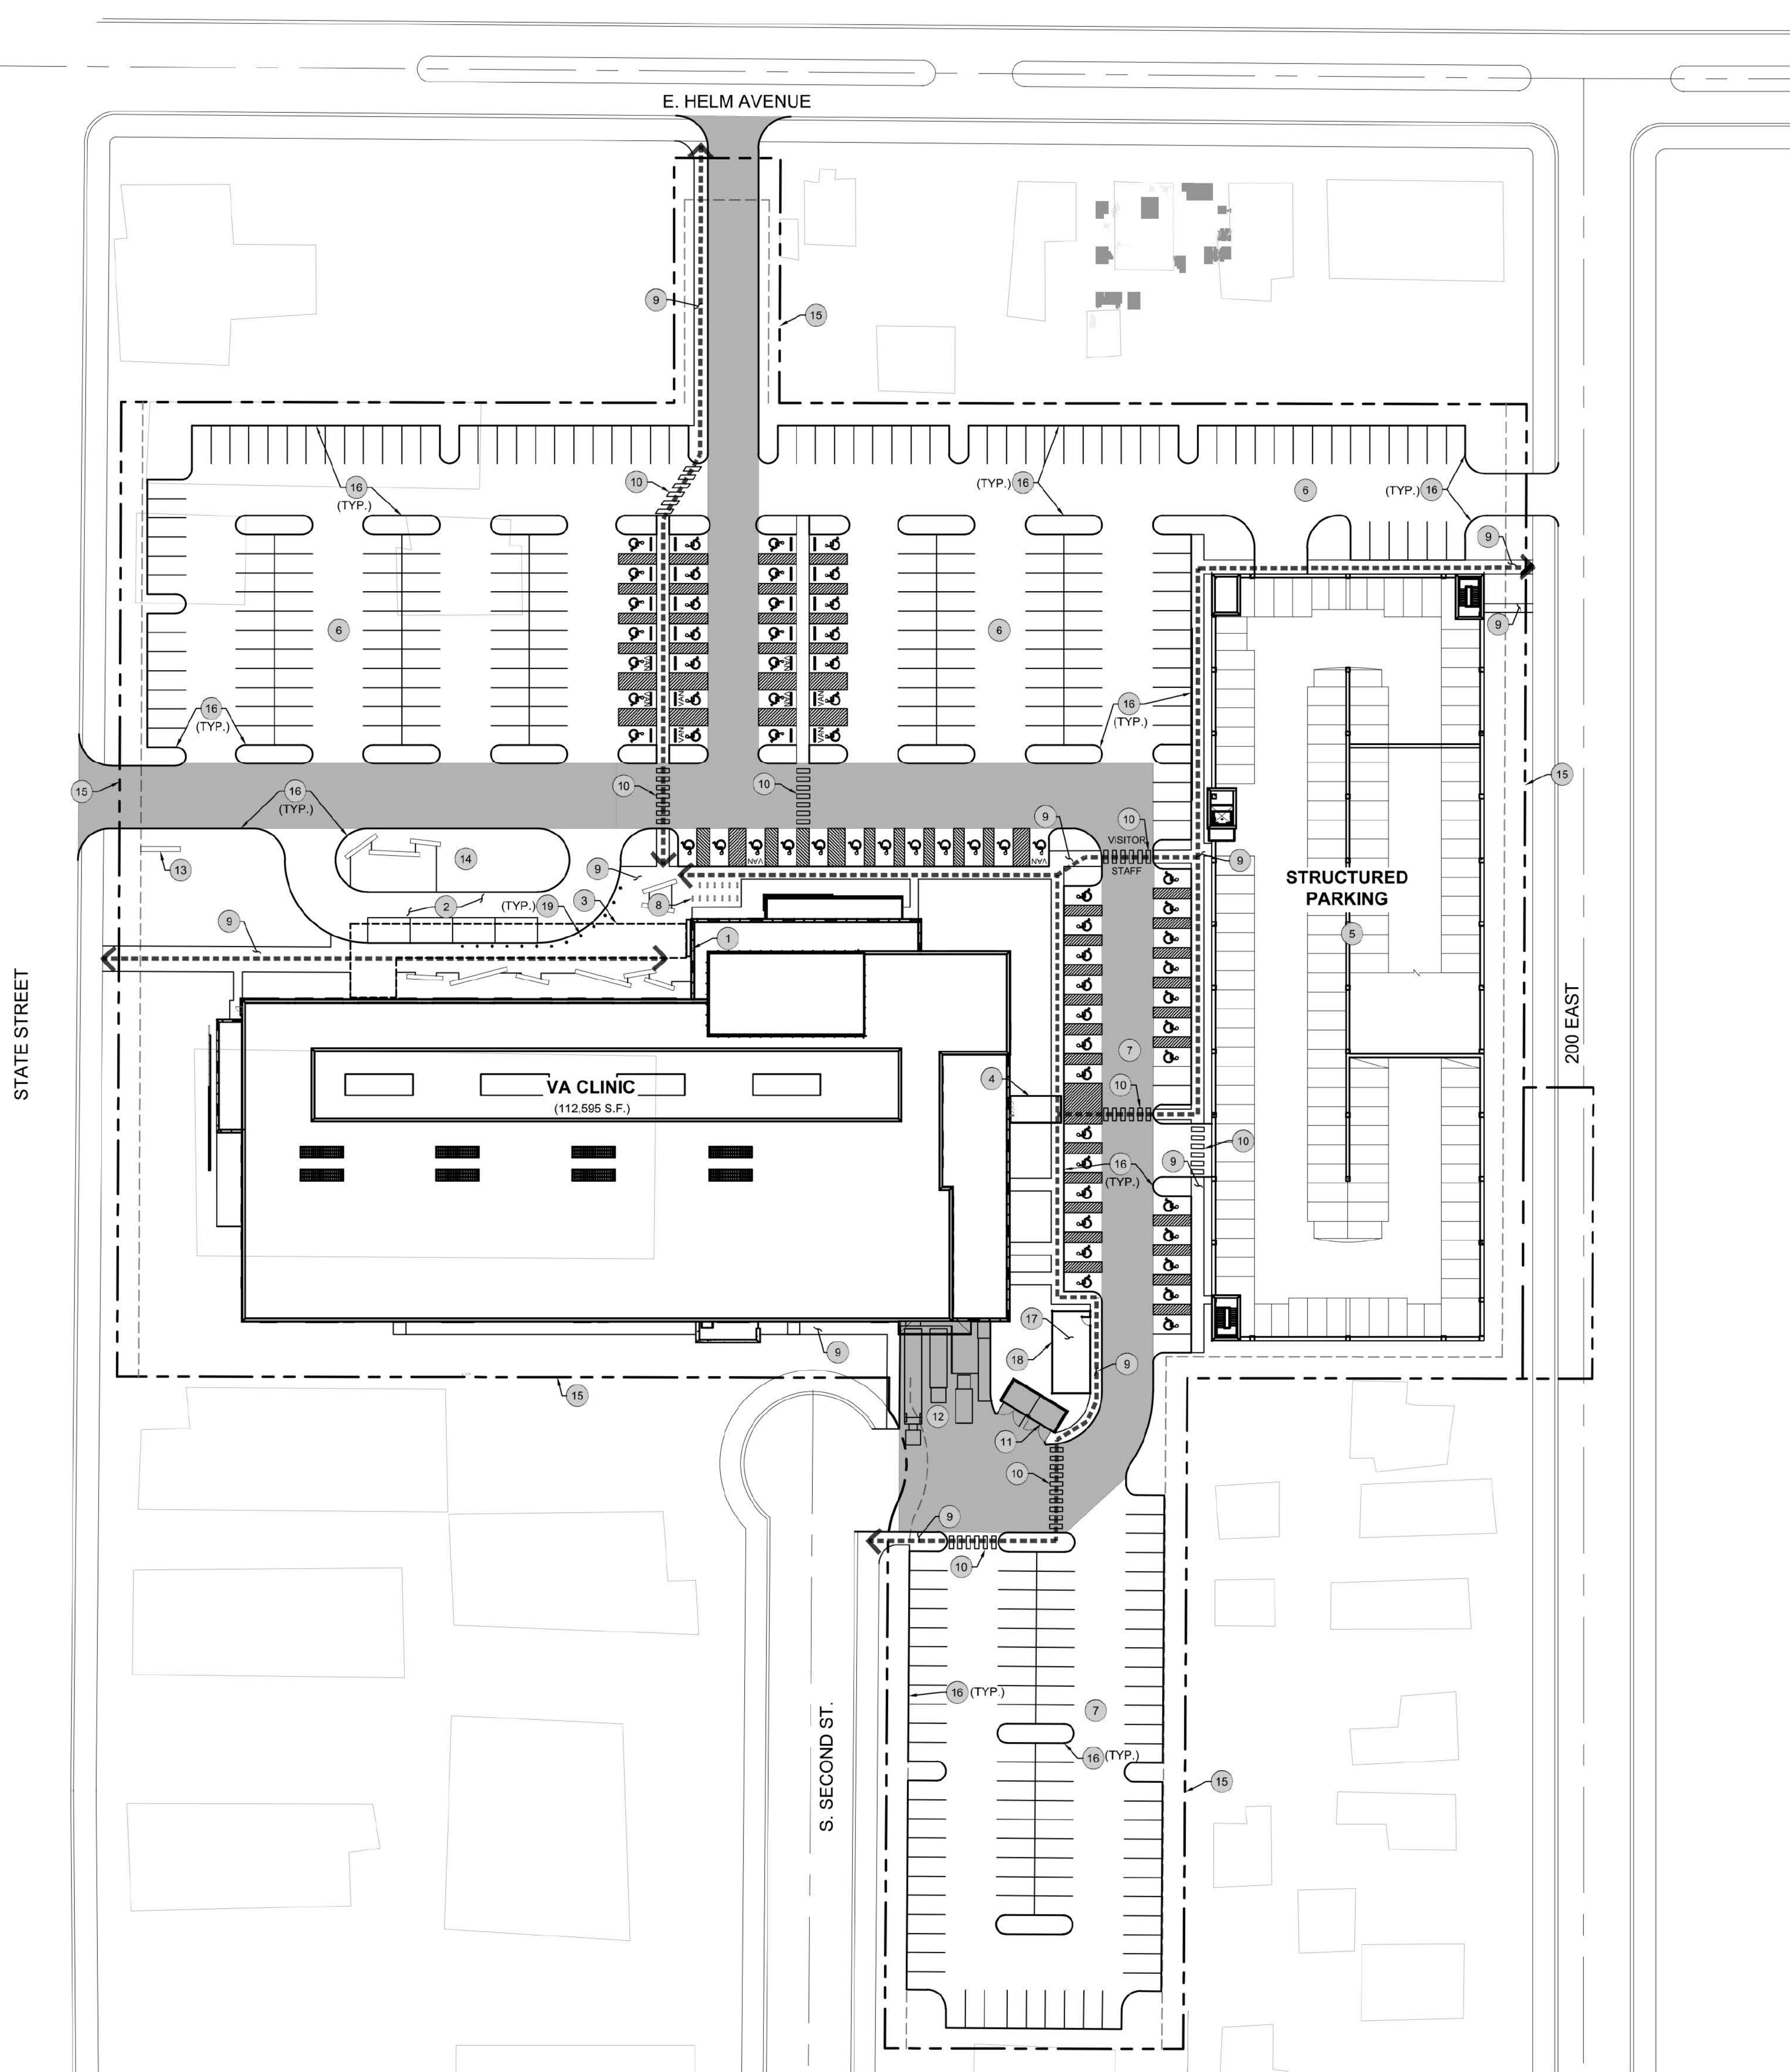 E. HELM AVENUE
9
15
10
16
(TYP.)
(TYP.) 16
6
(TYP.) 16
9
6
6
9
VAN
VAN
VAN
VAN
VAN
VAN
16
(TYP.)
16
(TYP.)
15
16
(TYP.)
10
10
15
9
10
VISITOR
STAFF
9
VAN
VAN
14
13
9
STRUCTURED
PARKING
5
2
(TYP.) 19
3
8
9
1
STATE STREET
200 EAST
7
4
10
VA CLINIC
(112,595 S.F.)
10
9
16
(TYP.)
17
18
9
9
15
12
11
10
9
10
16 (TYP.)
7
16 (TYP.)
S. SECOND ST.
15